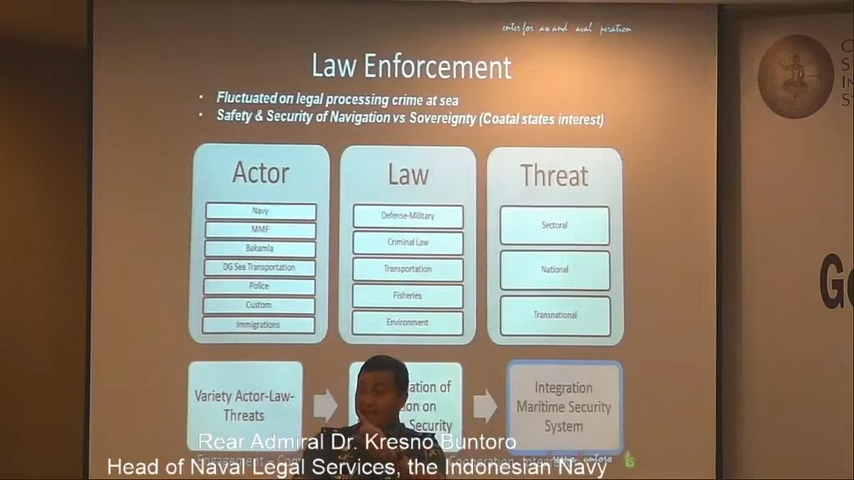 Law Enforcement
• Fluctuated on legal processing crime at sea
• Safety & Security of Navigation vs Sovereignty (Coatal states interest)
Actor
Navy
MMF
Bakamla
DG Sea Transportation
Police
Custom
Immigrations
Law
Defense-Military
Criminal Law
Transportation
Fisheries
Environment
Threat
Sectoral
National
Transnational
Variety Actor-Law-
Threats
of
on
Security
Integration
Maritime Security
System
Rear Admiral Dr. Kresno Buntoro
Head of Naval Legal Services, the Indonesian Navy